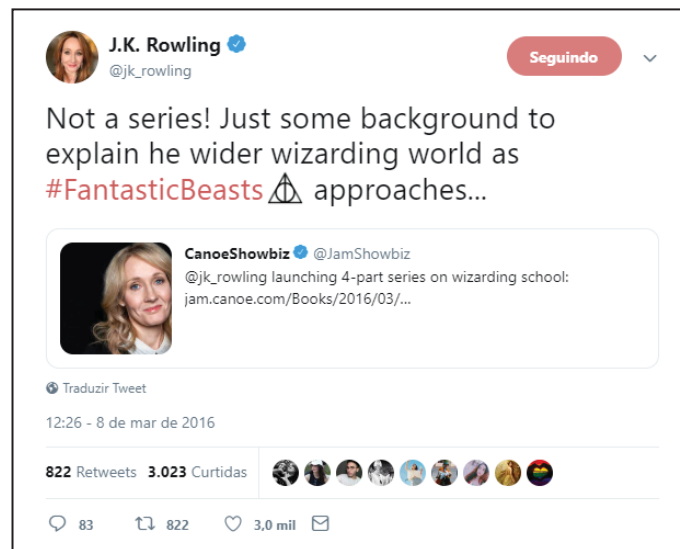 J.K. Rowling
Seguindo
@jk_rowling
Not a series! Just some background to
explain he wider wizarding world as
#FantasticBeasts approaches...
CanoeShowbiz @JamShowbiz
@jk_rowling launching 4-part series on wizarding school:
jam.canoe.com/Books/2016/03/...
Traduzir Tweet
12:26 - 8 de mar de 2016
822 Retweets 3.023 Curtidas
83 822 3,0 mil